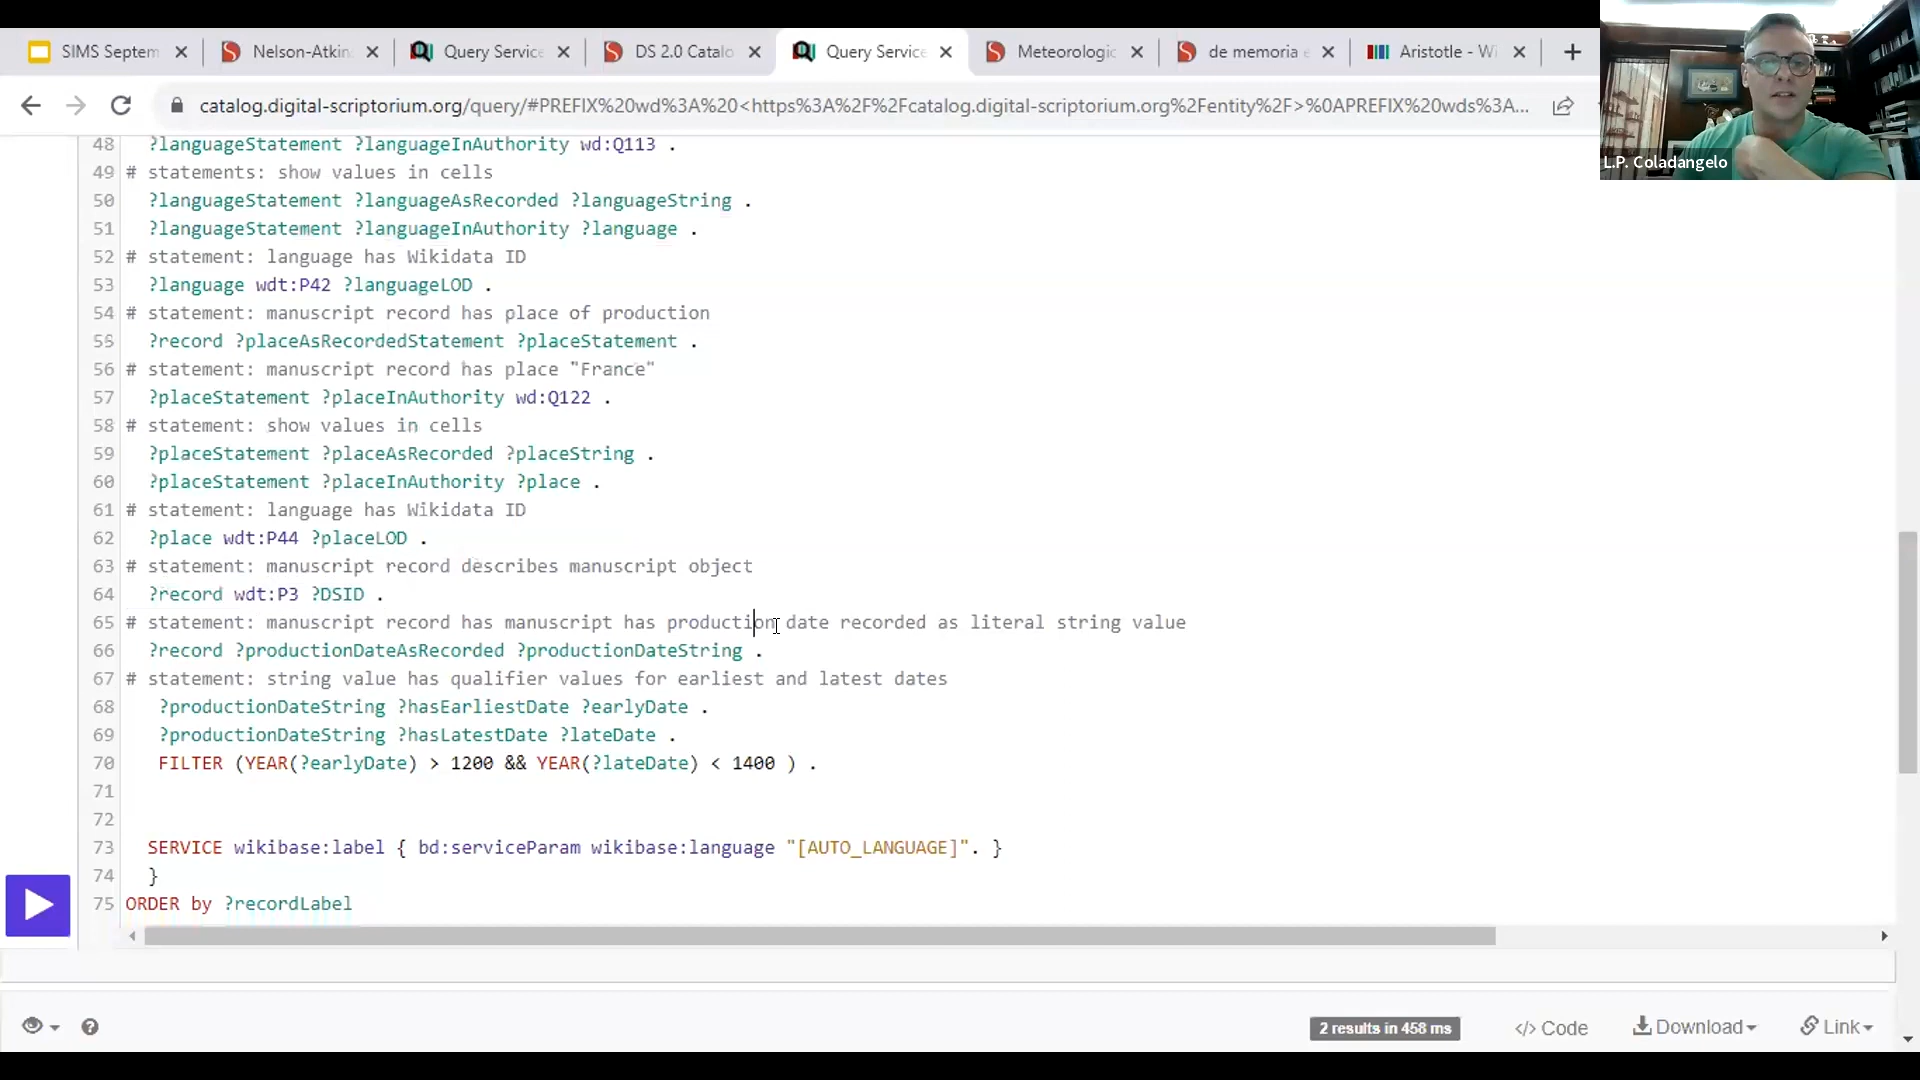 SIMS Septem
Nelson-Atkin
Query Service
DS 2.0 Catalo
Query Service
Meteorologic
de memoria e
Aristotle - Wi
catalog.digital-scriptorium.org/query/#PREFIX%20wd%3A%20<https%3A%2F%2Fcatalog.digital-scriptorium.org%2Fentity%2F>%0APREFIX%20wds%3A...
L.P. Coladangelo
48 ?languageStatement ?languageInAuthority wd:Q113 .
49 # statements: show values in cells
50 ?languageStatement ?languageAsRecorded ?languageString .
51 ?languageStatement ?languageInAuthority ?language .
52 # statement: language has Wikidata ID
53 ?language wdt:P42 ?languageLOD .
54 # statement: manuscript record has place of production
55 ?record ?placeAsRecordedStatement ?placeStatement .
56 # statement: manuscript record has place "France"
57 ?placeStatement ?placeInAuthority wd:Q122 .
58 # statement: show values in cells
59 ?placeStatement ?placeAsRecorded ?placeString .
60 ?placeStatement ?placeInAuthority ?place .
61 # statement: language has Wikidata ID
62 ?place wdt:P44 ?placeLOD .
63 # statement: manuscript record describes manuscript object
64 ?record wdt:P3 ?DSID .
65 # statement: manuscript record has manuscript has production date recorded as literal string value
66 ?record ?productionDateAsRecorded ?productionDateString .
67 # statement: string value has qualifier values for earliest and latest dates
68 ?productionDateString ?hasEarliestDate ?earlyDate .
69 ?productionDateString ?hasLatestDate ?lateDate .
70 FILTER (YEAR(?earlyDate) > 1200 && YEAR(?lateDate) < 1400 ) .
71
72
73 SERVICE wikibase:label { bd:serviceParam wikibase:language "[AUTO_LANGUAGE]". }
74 }
75 ORDER by ?recordLabel
2 results in 458 ms
</> Code
Download
Link